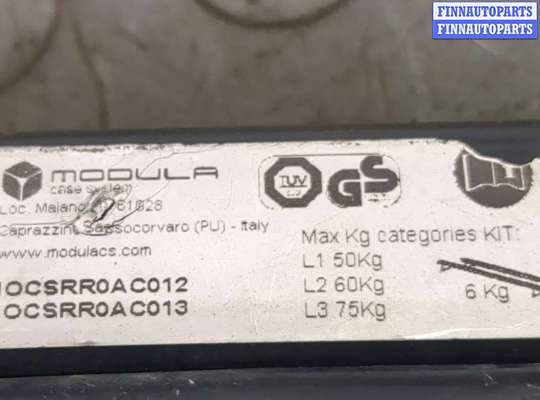 FINNAUTOPARTS
FINNAUTOPARTS
MODULA
case system
Loc. Maiano 61028
Caprazzino Sassocorvaro (PU) - Italy
www.modulacs.com
OCSRR0AC012
OCSRR0AC013
TUV
GS
Max Kg categories KIT:
L1 50Kg
L2 60Kg
L3 75Kg
6 Kg